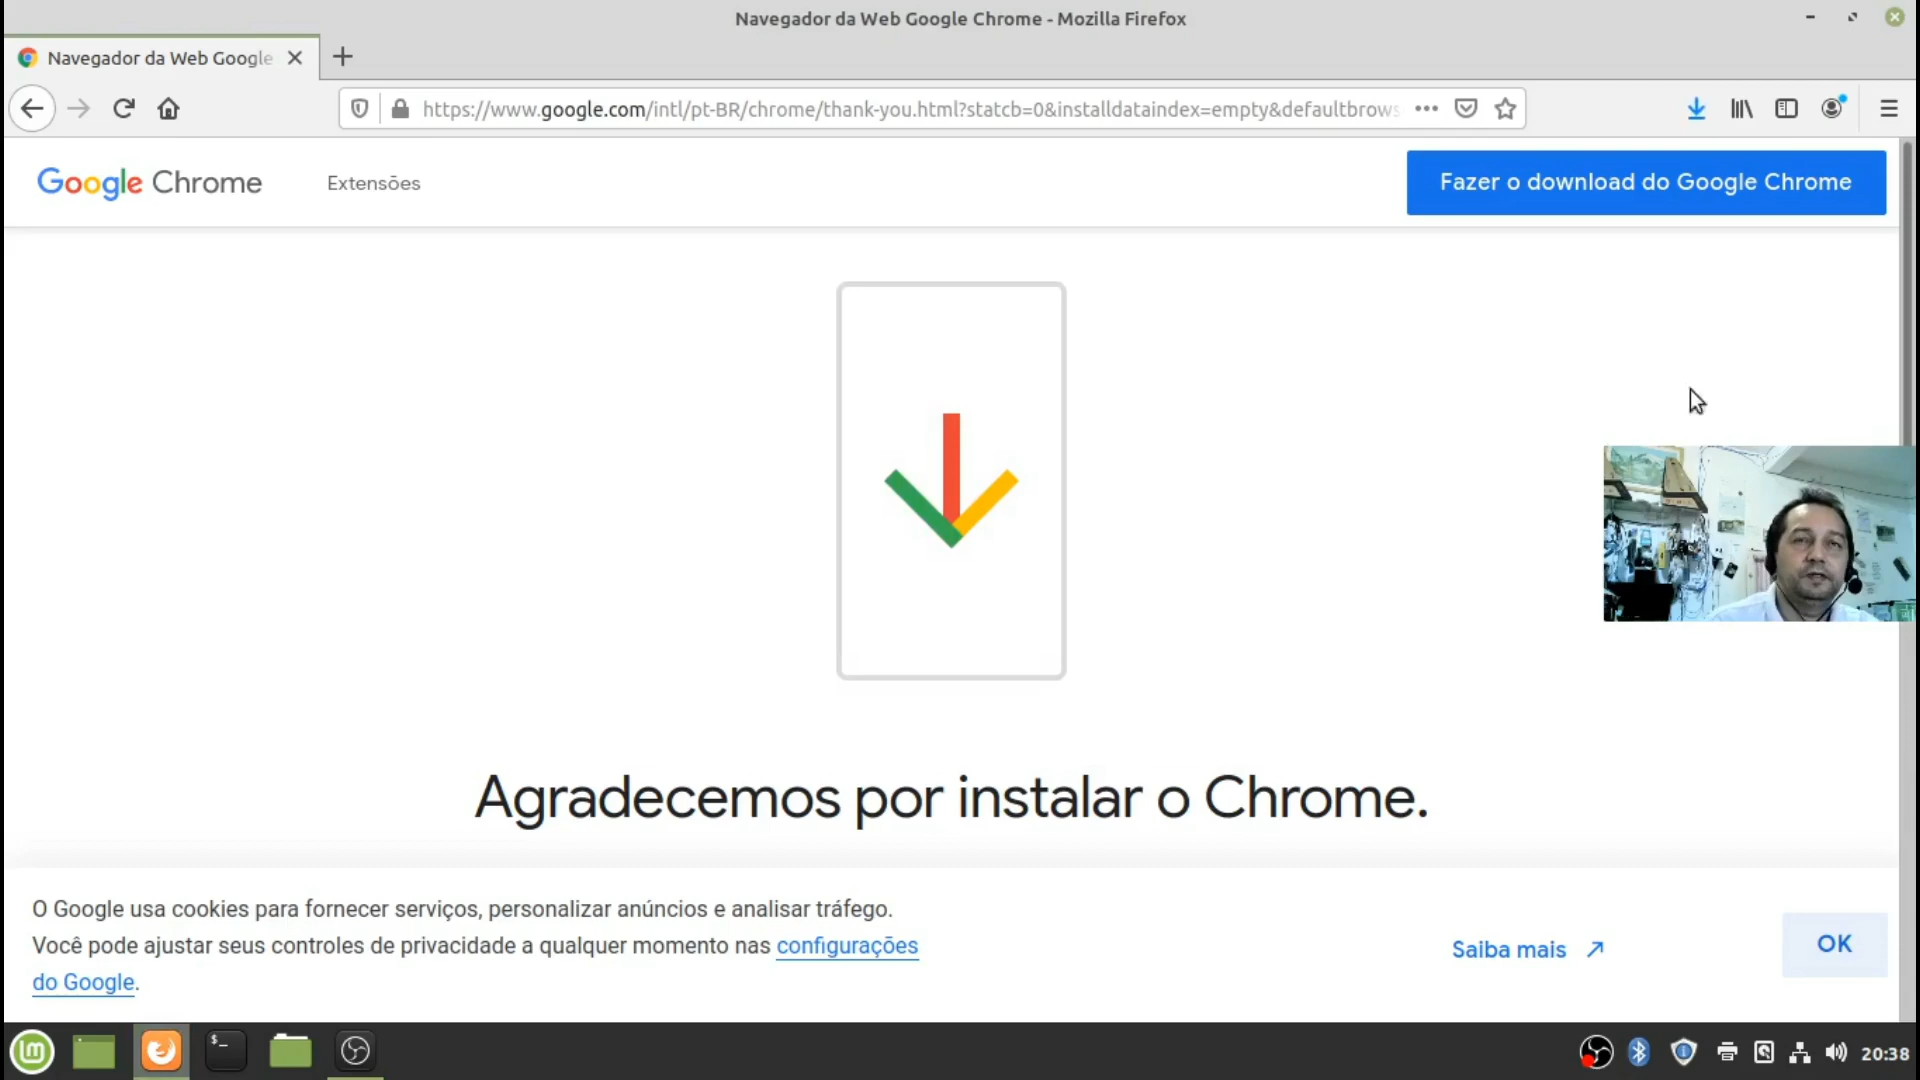 Navegador da Web Google Chrome - Mozilla Firefox
Navegador da Web Google
https://www.google.com/intl/pt-BR/chrome/thank-you.html?statcb=0&installdataindex=empty&defaultbrows
Google Chrome
Extensões
Fazer o download do Google Chrome
Agradecemos por instalar o Chrome.
O Google usa cookies para fornecer serviços, personalizar anúncios e analisar tráfego.
Você pode ajustar seus controles de privacidade a qualquer momento nas configurações
do Google.
Saiba mais
OK
$_
20:38